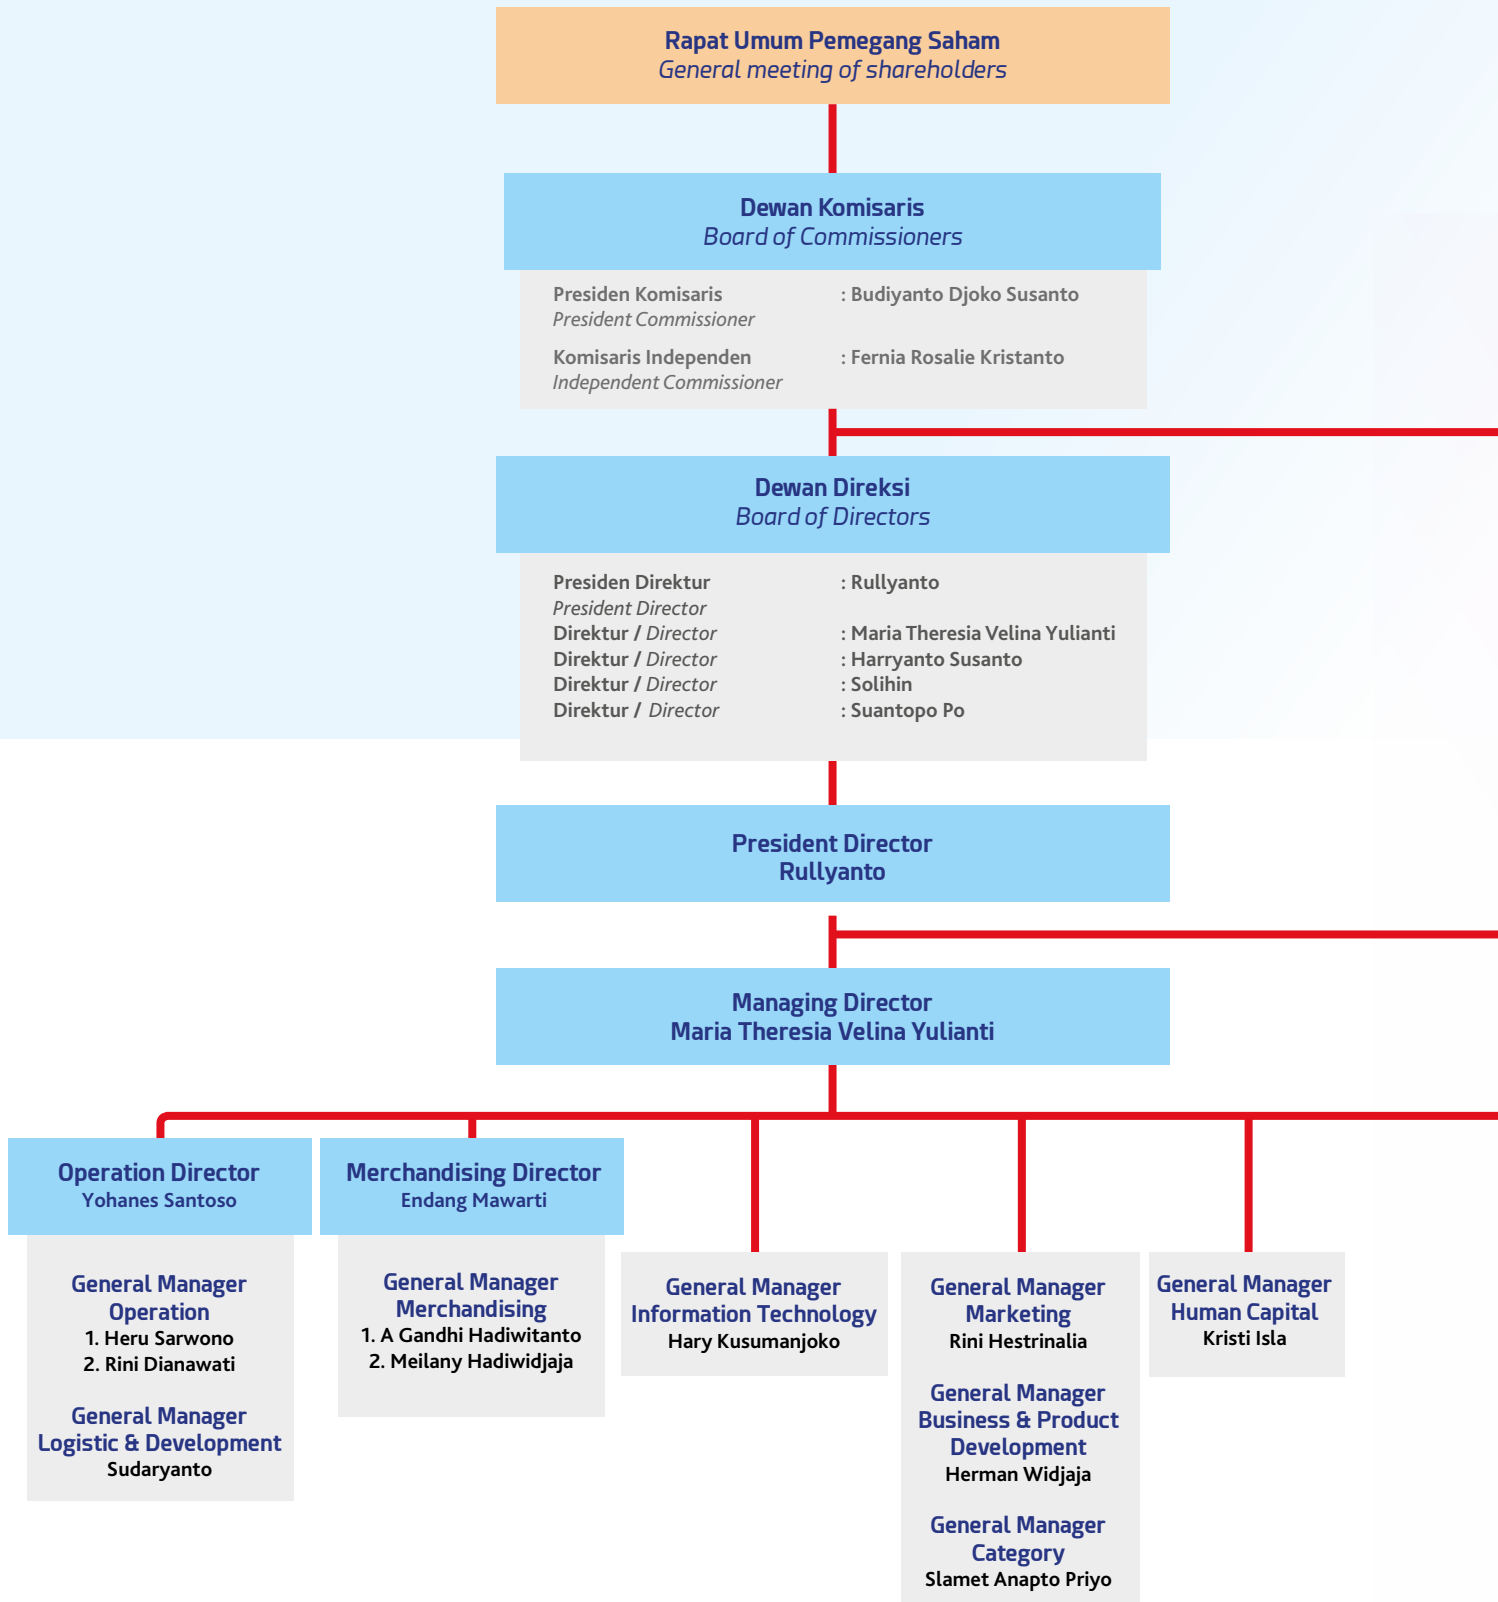 Rapat Umum Pemegang Saham
General meeting of shareholders
Dewan Komisaris
Board of Commissioners
Presiden Komisaris : Budiyanto Djoko Susanto
President Commissioner
Komisaris Independen : Fernia Rosalie Kristanto
Independent Commissioner
Dewan Direksi
Board of Directors
Presiden Direktur : Rullyanto
President Director
Direktur / Director : Maria Theresia Velina Yulianti
Direktur / Director : Harryanto Susanto
Direktur / Director : Solihin
Direktur / Director : Suantopo Po
President Director
Rullyanto
Managing Director
Maria Theresia Velina Yulianti
Operation Director
Yohanes Santoso
General Manager
Operation
1. Heru Sarwono
2. Rini Dianawati
General Manager
Logistic & Development
Sudaryanto
Merchandising Director
Endang Mawarti
General Manager
Merchandising
1. A Gandhi Hadiwitanto
2. Meilany Hadiwidjaja
General Manager
Information Technology
Hary Kusumanjoko
General Manager
Marketing
Rini Hestrinalia
General Manager
Business & Product
Development
Herman Widjaja
General Manager
Category
Slamet Anapto Priyo
General Manager
Human Capital
Kristi Isla